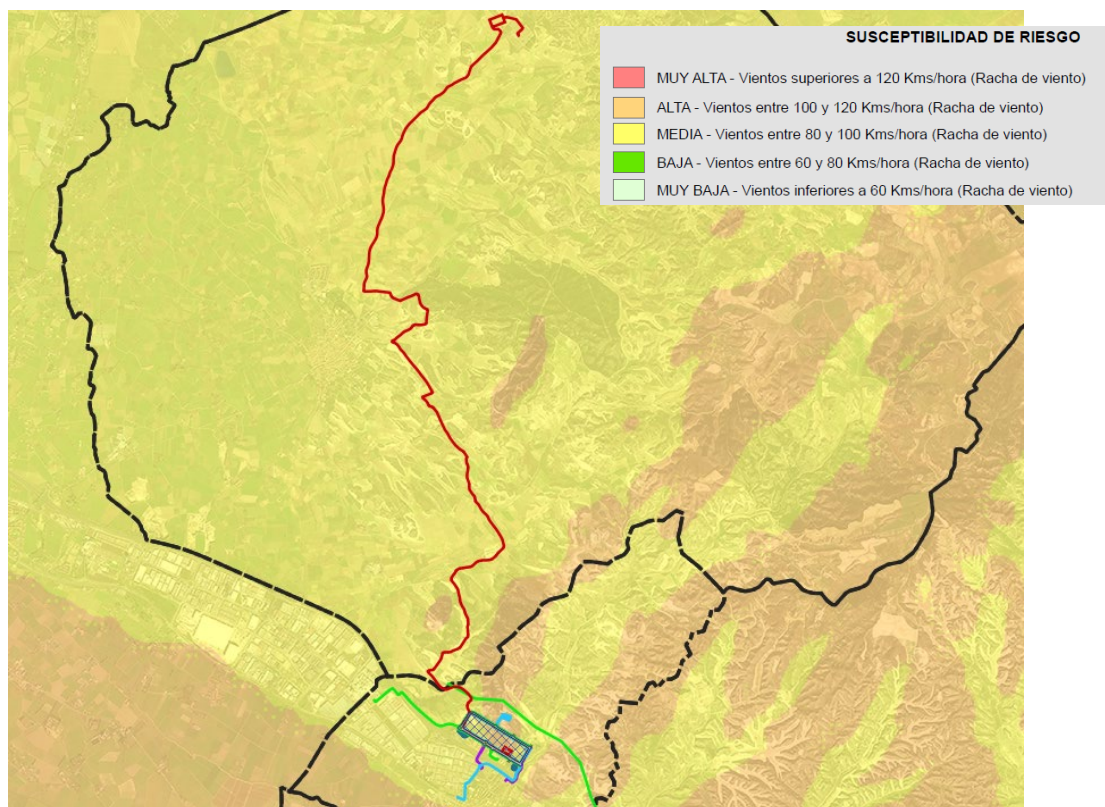 SUSCEPTIBILIDAD DE RIESGO
MUY ALTA - Vientos superiores a 120 Kms/hora (Racha de viento)
ALTA - Vientos entre 100 y 120 Kms/hora (Racha de viento)
MEDIA - Vientos entre 80 y 100 Kms/hora (Racha de viento)
BAJA - Vientos entre 60 y 80 Kms/hora (Racha de viento)
MUY BAJA - Vientos inferiores a 60 Kms/hora (Racha de viento)